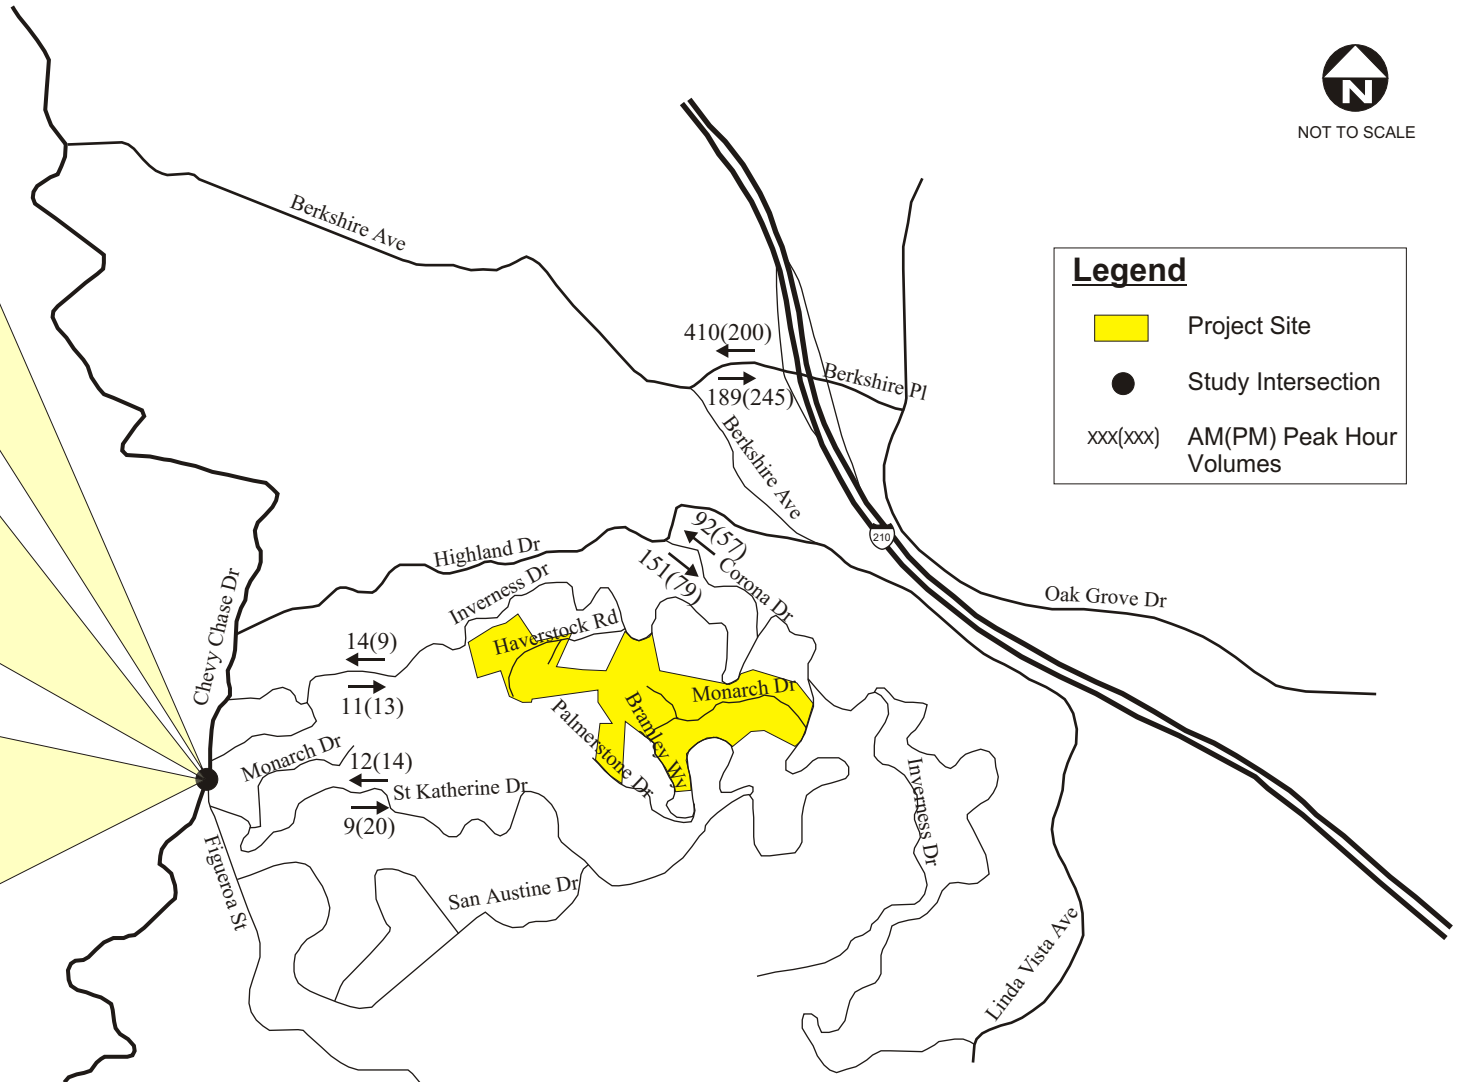 N
NOT TO SCALE
Berkshire Ave
Legend
Project Site
Study Intersection
xxx(xxx)
AM(PM) Peak Hour
Volumes
410(200)
189(245)
Berkshire Pl
Berkshire Ave
210
Oak Grove Dr
Highland Dr
92(57)
151(79)
Corona Dr
Inverness Dr
Haverstock Rd
Chevy Chase Dr
14(9)
11(13)
Monarch Dr
Bramley Wy
Palmerstone Dr
Monarch Dr
12(14)
St Katherine Dr
9(20)
Inverness Dr
Figueroa St
San Austine Dr
Linda Vista Ave